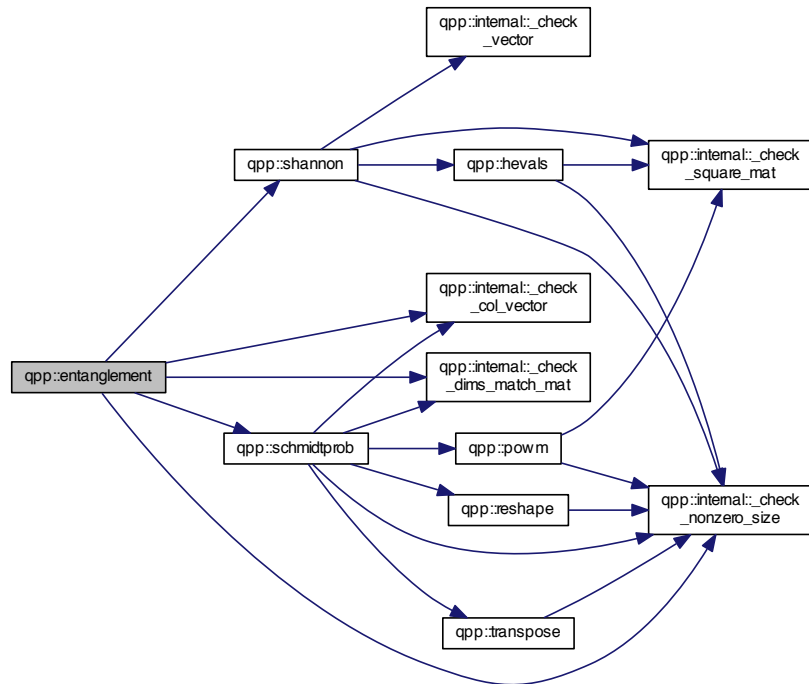 qpp::internal::_check
_vector
qpp::shannon
qpp::hevals
qpp::internal::_check
_square_mat
qpp::internal::_check
_col_vector
qpp::entanglement
qpp::internal::_check
_dims_match_mat
qpp::schmidtprob
qpp::powm
qpp::reshape
qpp::internal::_check
_nonzero_size
qpp::transpose